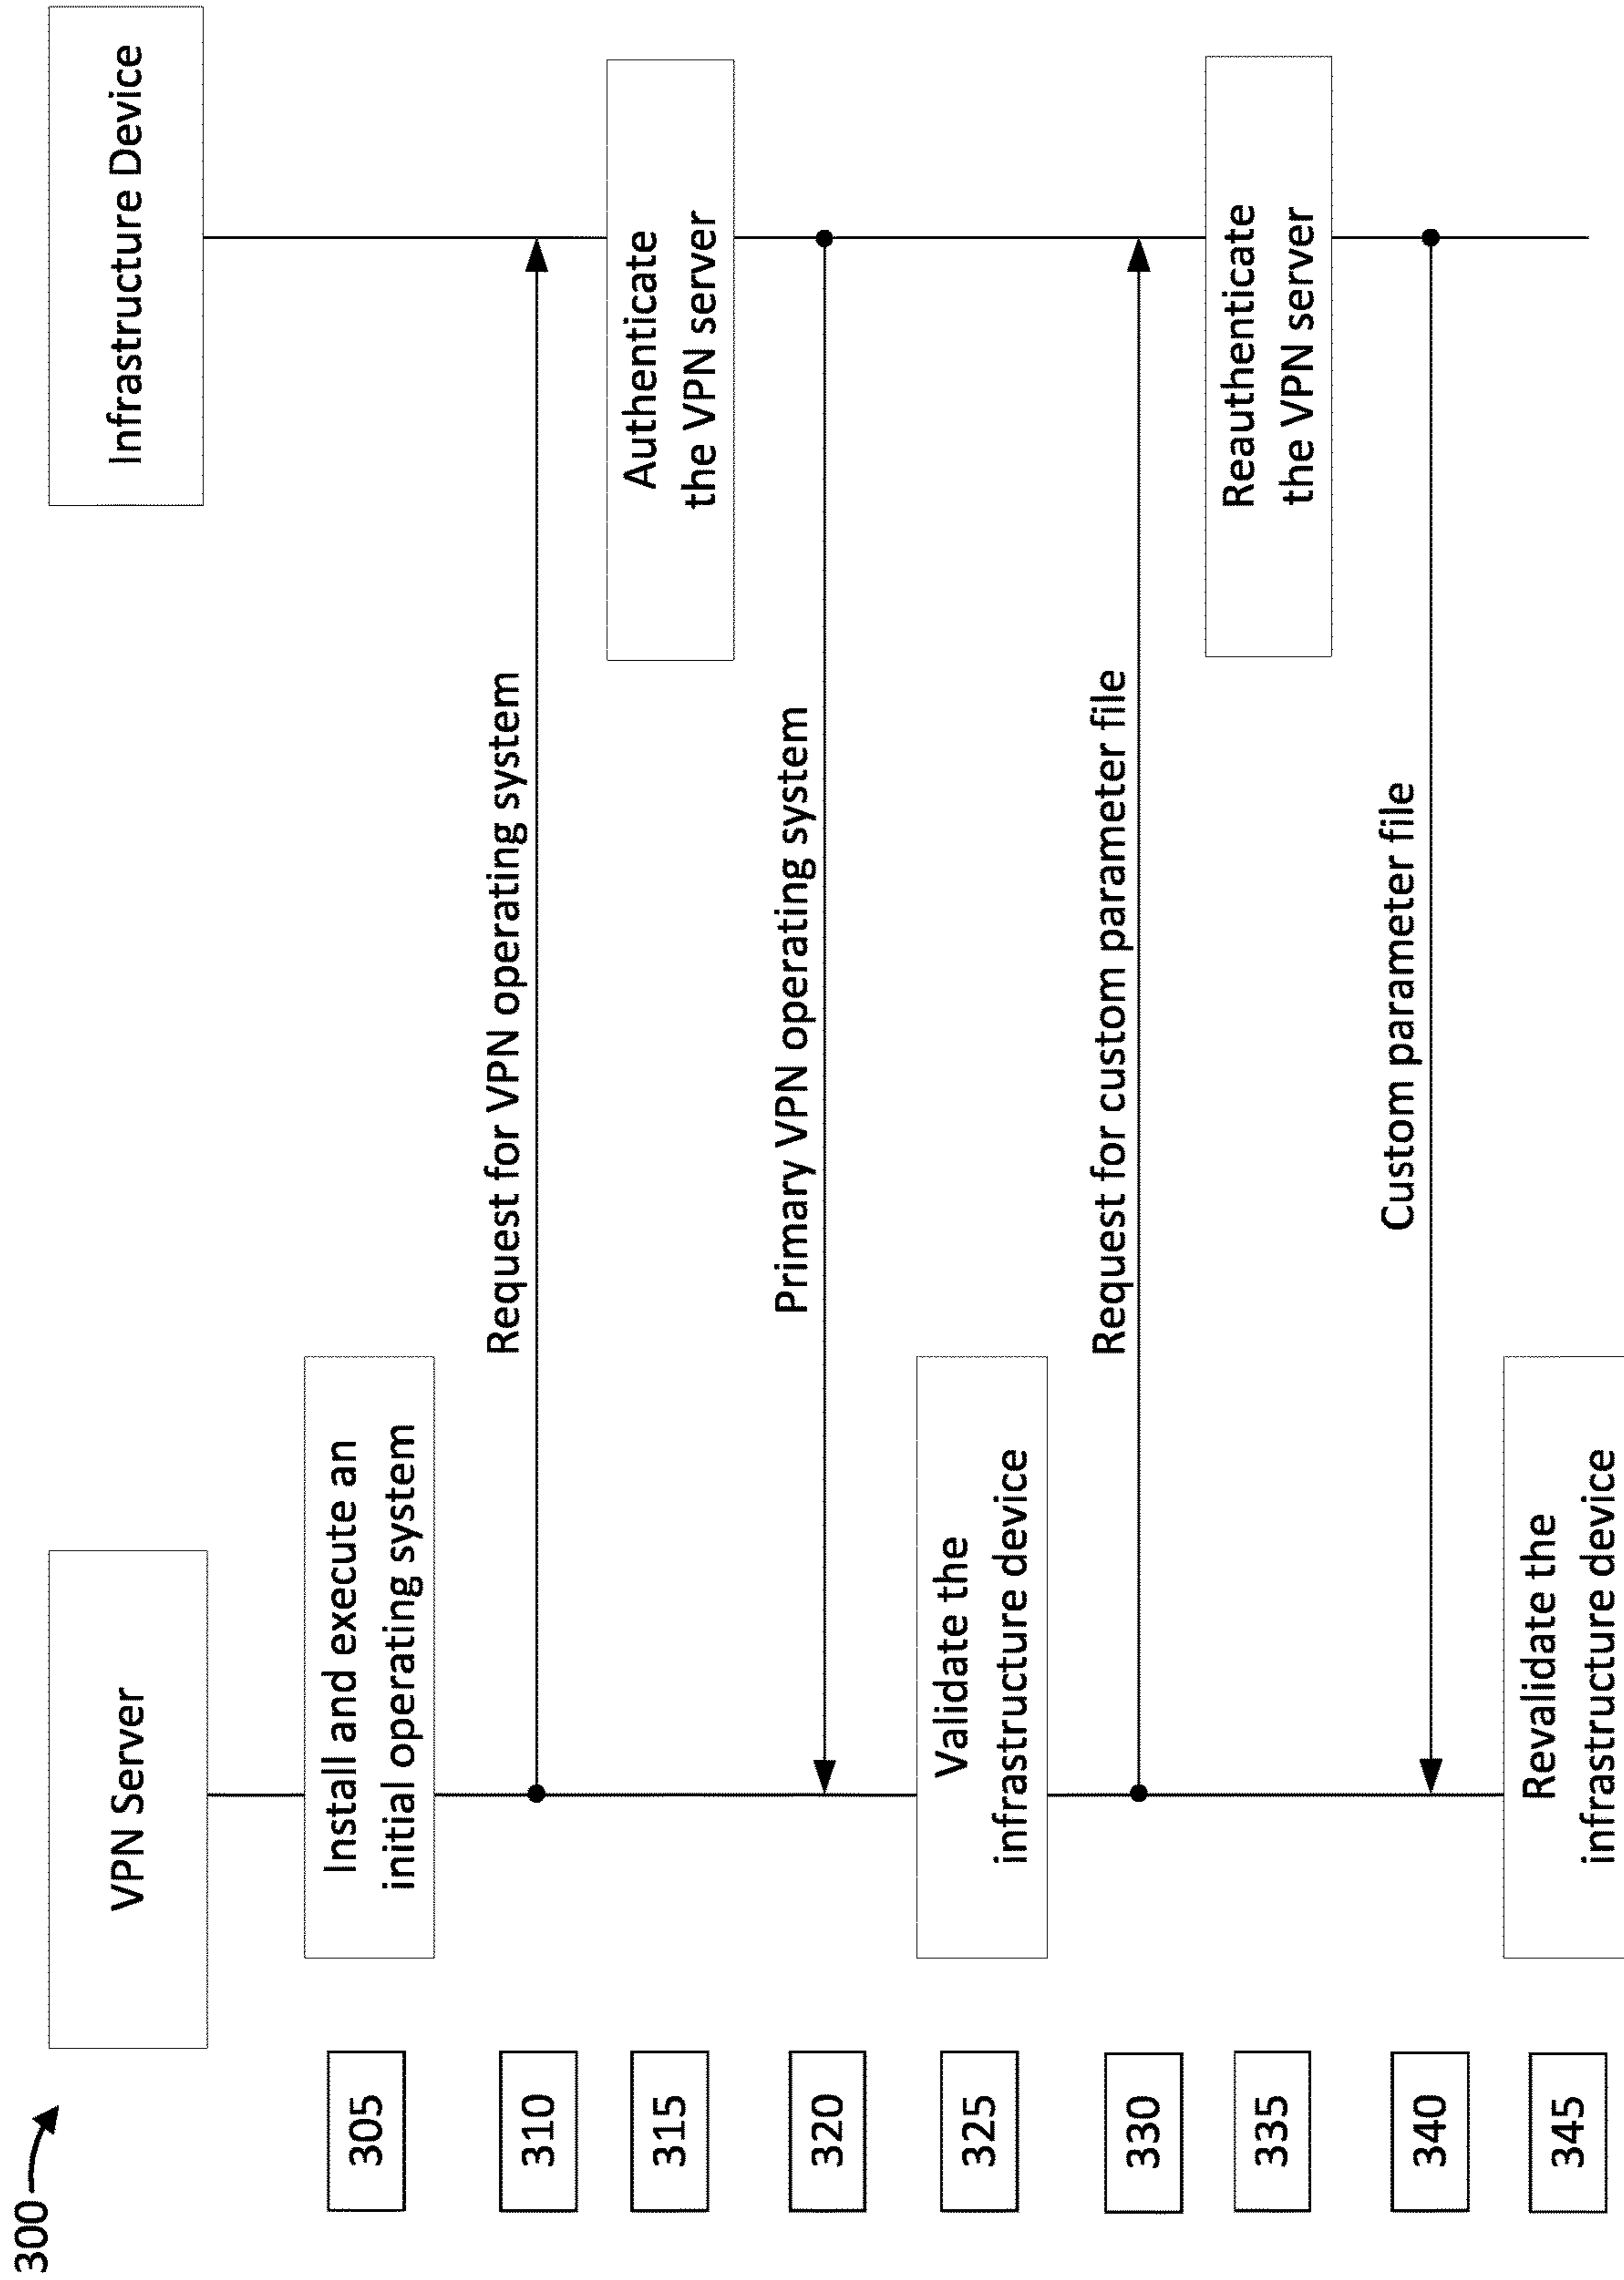 300
VPN Server
Infrastructure Device
305
Install and execute an
initial operating system
310
Request for VPN operating system
315
Authenticate
the VPN server
320
Primary VPN operating system
325
Validate the
infrastructure device
330
Request for custom parameter file
335
Reauthenticate
the VPN server
340
Custom parameter file
345
Revalidate the
infrastructure device